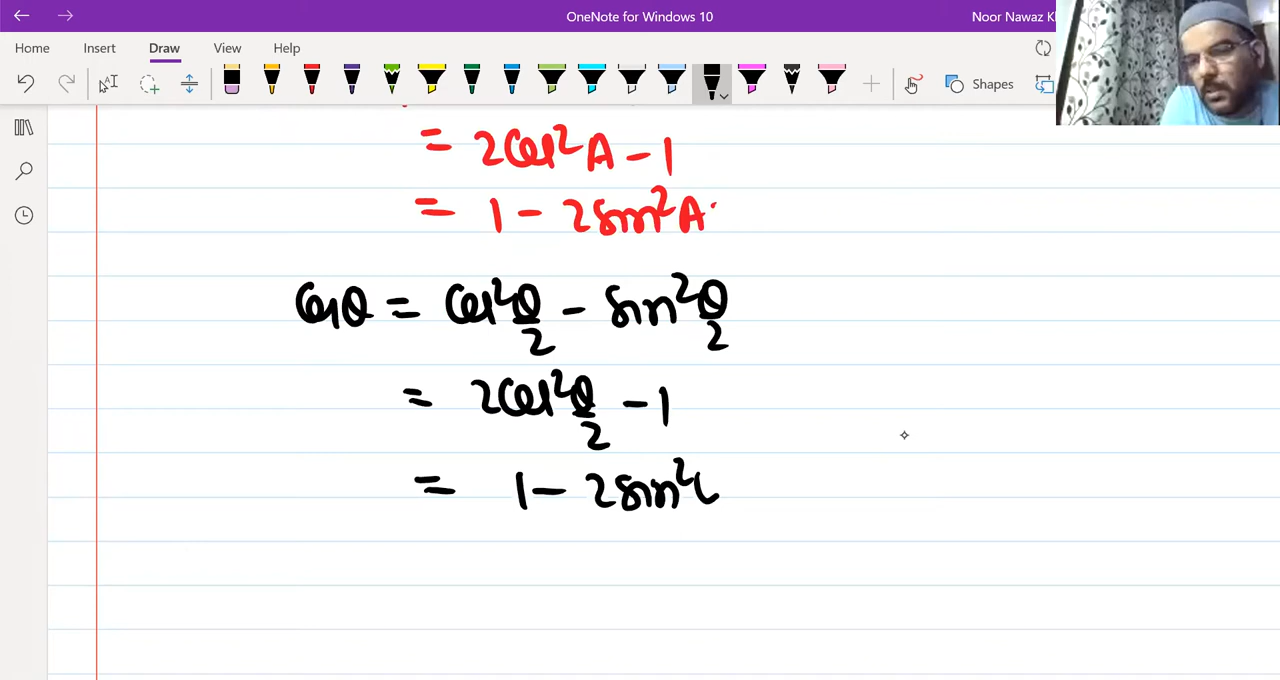 OneNote for Windows 10
Noor Nawaz
Home Insert Draw View Help
Shapes
= 2Cos²A - 1
= 1 - 2sin²A
Cosθ = Cos²θ/2 - sin²θ/2
= 2Cos²θ/2 - 1
= 1 - 2sin²